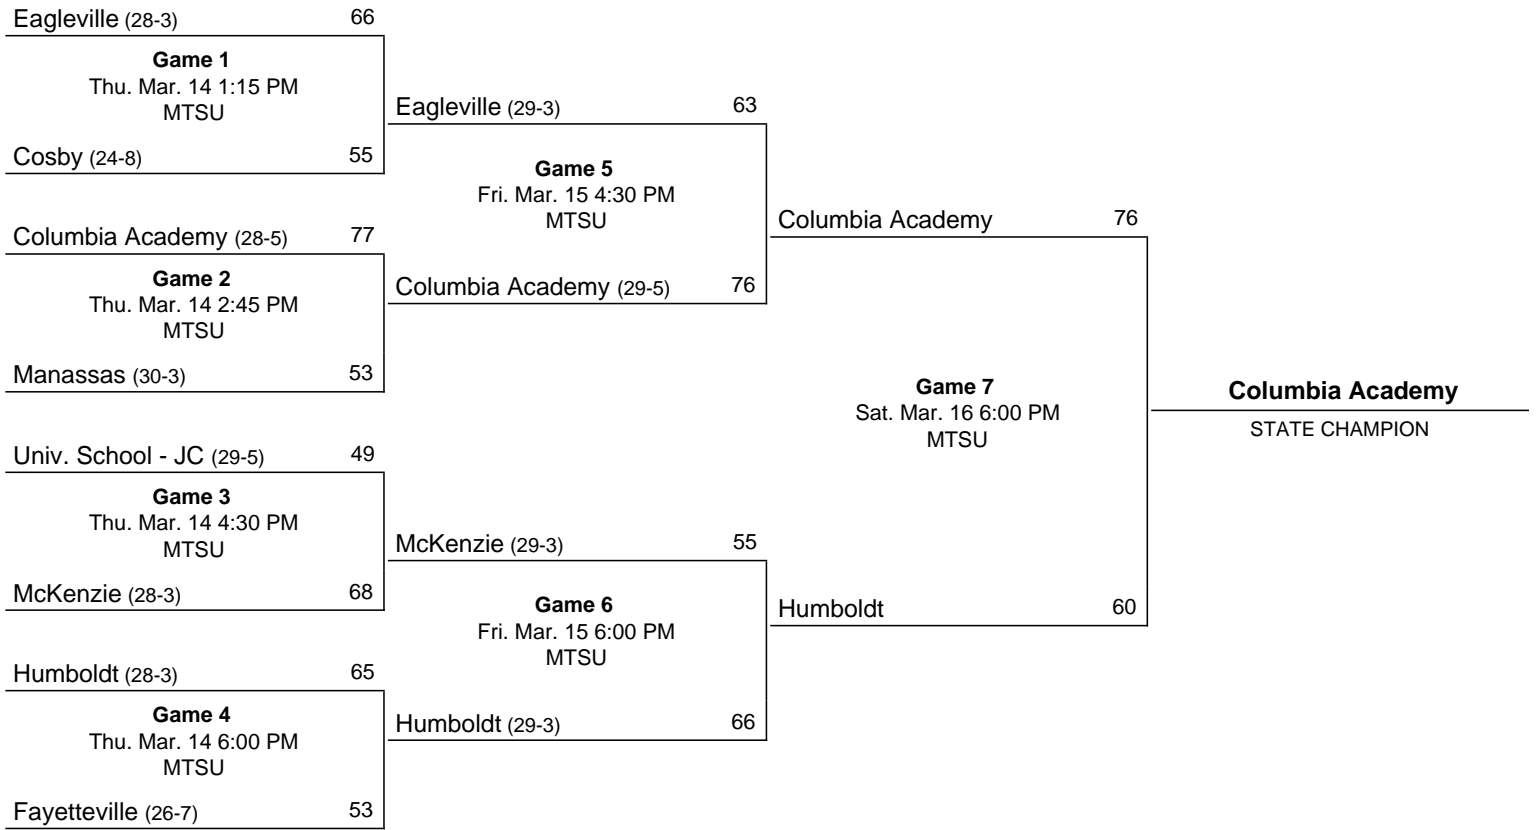 Eagleville (28-3) 66
Game 1
Thu. Mar. 14 1:15 PM
MTSU
Cosby (24-8) 55
Columbia Academy (28-5) 77
Game 2
Thu. Mar. 14 2:45 PM
MTSU
Manassas (30-3) 53
Univ. School - JC (29-5) 49
Game 3
Thu. Mar. 14 4:30 PM
MTSU
McKenzie (28-3) 68
Humboldt (28-3) 65
Game 4
Thu. Mar. 14 6:00 PM
MTSU
Fayetteville (26-7) 53
Eagleville (29-3) 63
Game 5
Fri. Mar. 15 4:30 PM
MTSU
Columbia Academy (29-5) 76
McKenzie (29-3) 55
Game 6
Fri. Mar. 15 6:00 PM
MTSU
Humboldt (29-3) 66
Columbia Academy 76
Game 7
Sat. Mar. 16 6:00 PM
MTSU
Humboldt 60
Columbia Academy
STATE CHAMPION